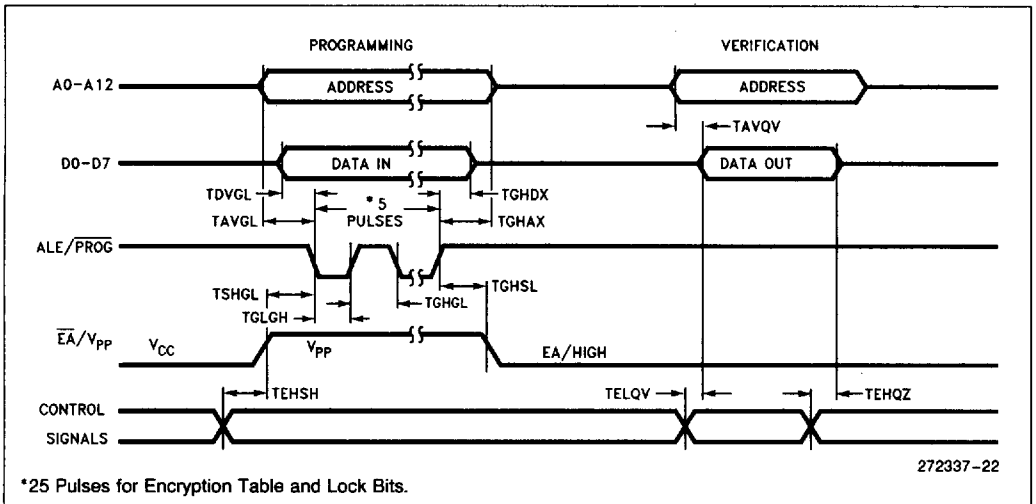 PROGRAMMING VERIFICATION
A0-A12 ADDRESS ADDRESS
TAVQV
D0-D7 DATA IN DATA OUT
TDVGL *5 TGHDX
TAVGL PULSES TGHAX
ALE/PROG
TSHGL TGHSL
TGHGL
TGLGH
EA/VPP VCC VPP EA/HIGH
TEHSH TELQV TEHQZ
CONTROL
SIGNALS
272337-22
*25 Pulses for Encryption Table and Lock Bits.